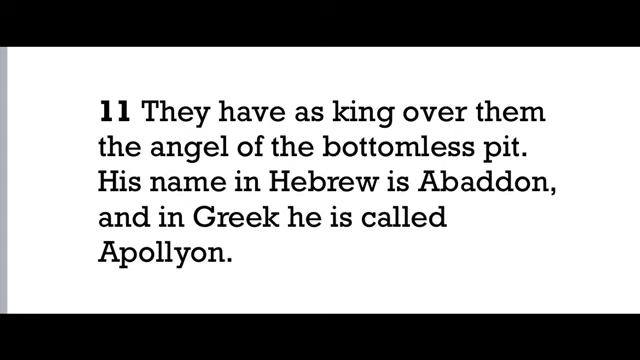 11 They have as king over them
the angel of the bottomless pit.
His name in Hebrew is Abaddon,
and in Greek he is called
Apollyon.